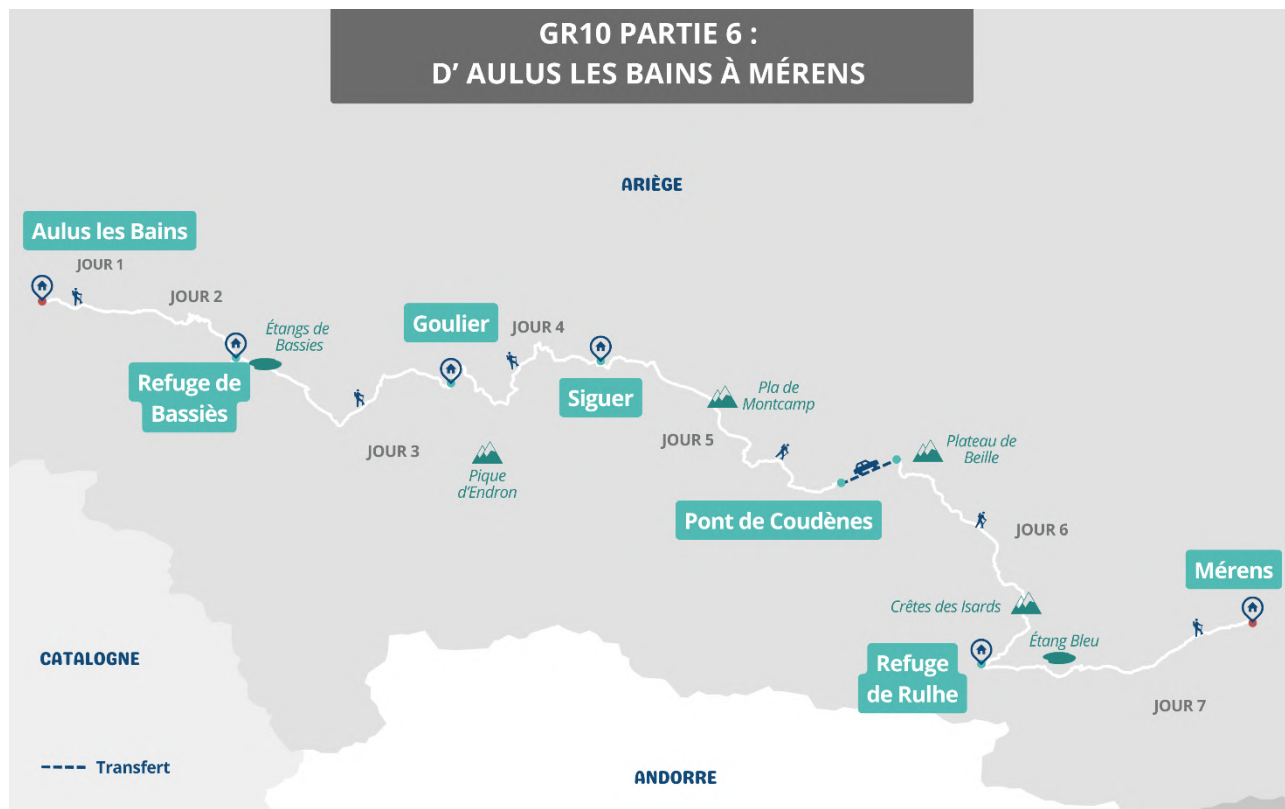 GR10 PARTIE 6 :
D' AULUS LES BAINS À MÉRENS
ARIÈGE
Aulus les Bains
JOUR 1
JOUR 2
Étangs de
Bassies
Refuge de
Bassiès
Goulier
JOUR 4
JOUR 3
Pique
d'Endron
Siguer
Pla de
Montcamp
JOUR 5
Plateau de
Beille
Pont de Coudènes
JOUR 6
Mérens
Crêtes des Isards
Étang Bleu
Refuge
de Rulhe
JOUR 7
CATALOGNE
Transfert
ANDORRE